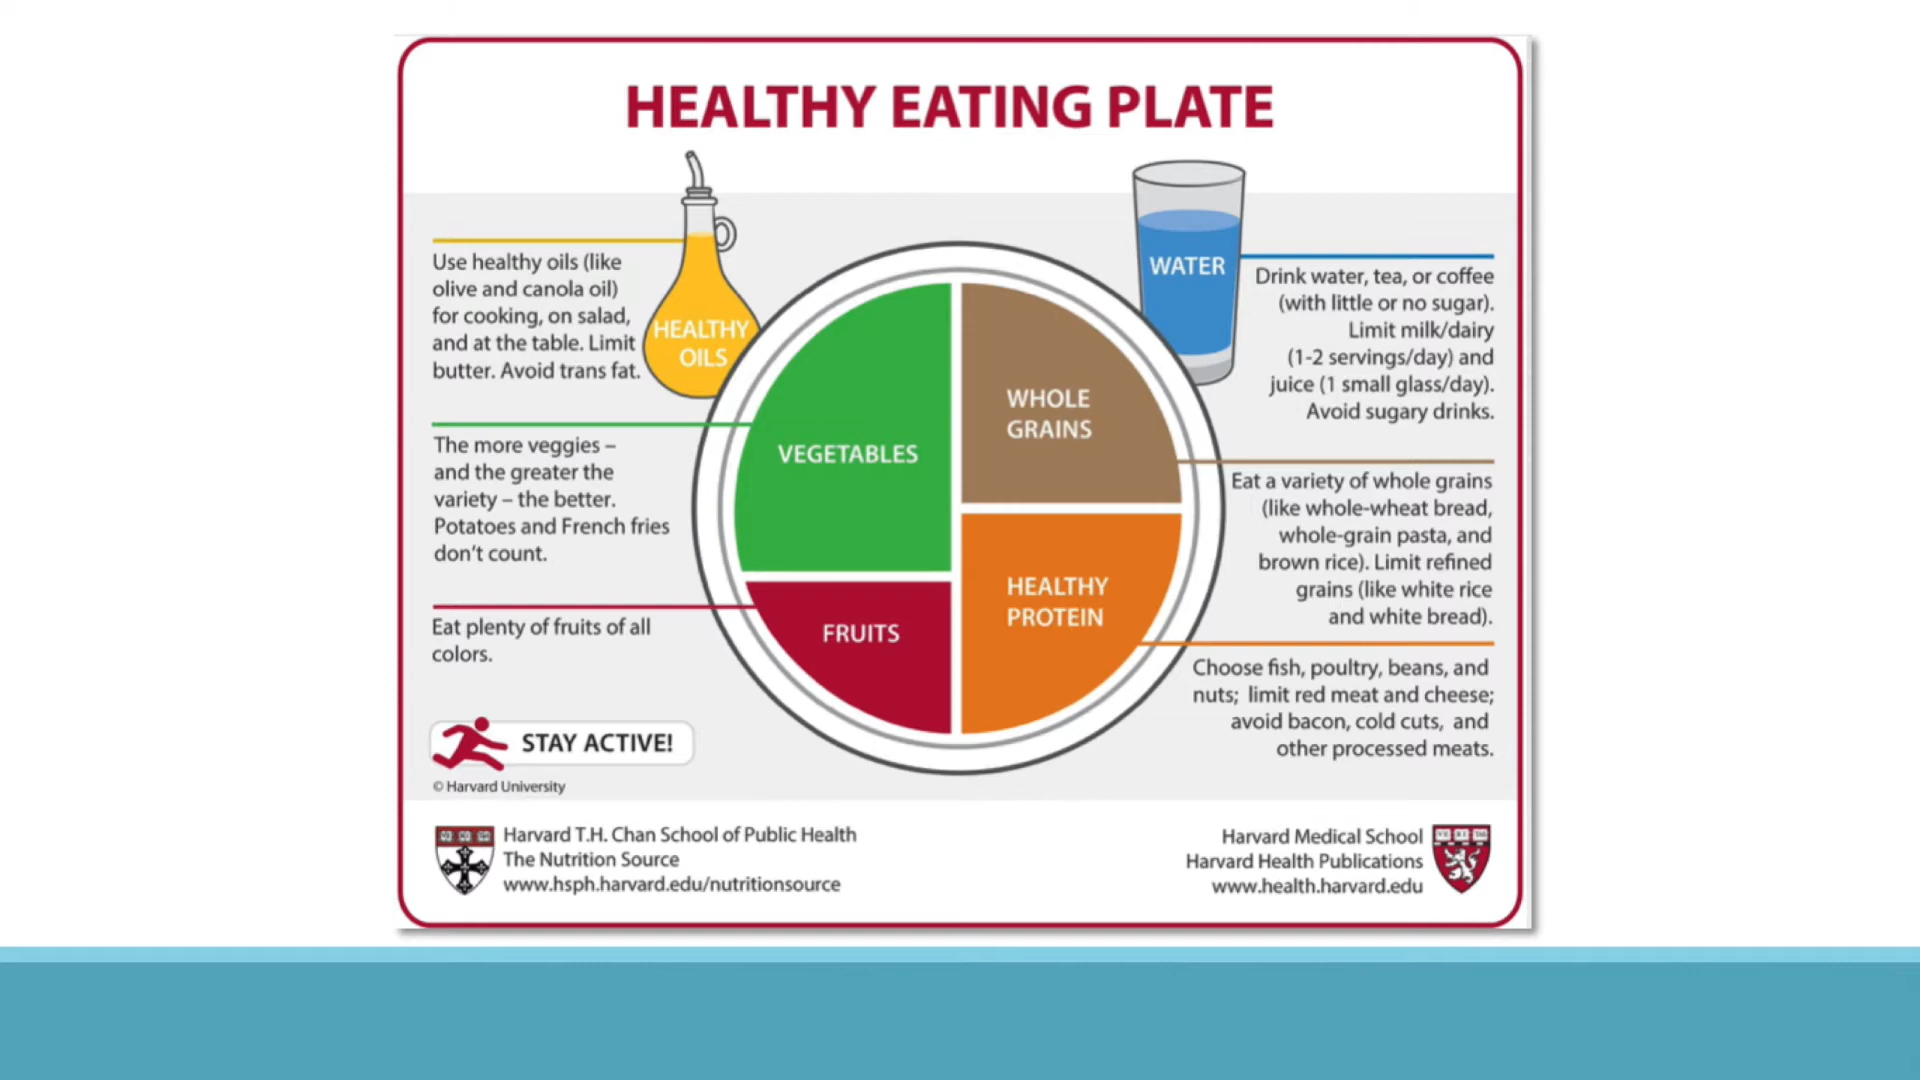 HEALTHY EATING PLATE
Use healthy oils (like
olive and canola oil)
for cooking, on salad,
and at the table. Limit
butter. Avoid trans fat.
HEALTHY
OILS
WATER
Drink water, tea, or coffee
(with little or no sugar).
Limit milk/dairy
(1-2 servings/day) and
juice (1 small glass/day).
Avoid sugary drinks.
The more veggies –
and the greater the
variety – the better.
Potatoes and French fries
don't count.
VEGETABLES
WHOLE
GRAINS
Eat a variety of whole grains
(like whole-wheat bread,
whole-grain pasta, and
brown rice). Limit refined
grains (like white rice
and white bread).
Eat plenty of fruits of all
colors.
FRUITS
HEALTHY
PROTEIN
Choose fish, poultry, beans, and
nuts; limit red meat and cheese;
avoid bacon, cold cuts, and
other processed meats.
STAY ACTIVE!
© Harvard University
Harvard T.H. Chan School of Public Health
The Nutrition Source
www.hsph.harvard.edu/nutritionsource
Harvard Medical School
Harvard Health Publications
www.health.harvard.edu